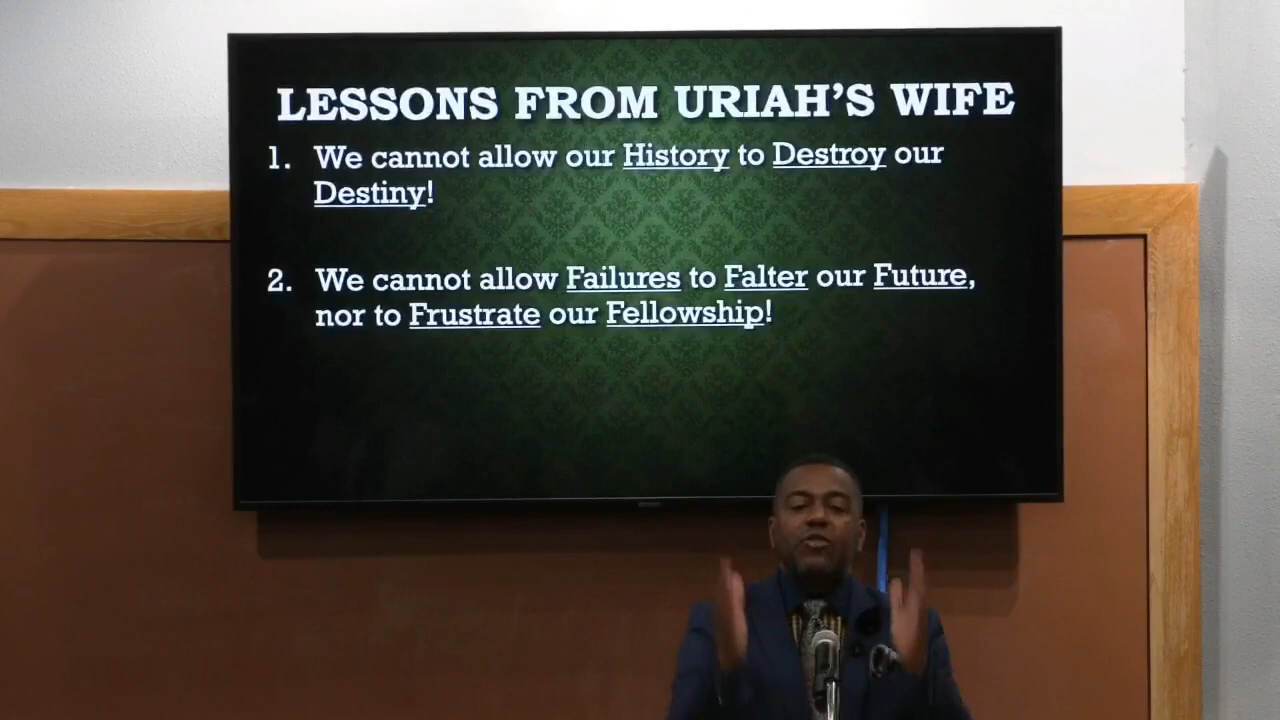 LESSONS FROM URIAH'S WIFE
1. We cannot allow our History to Destroy our
Destiny!
2. We cannot allow Failures to Falter our Future,
nor to Frustrate our Fellowship!